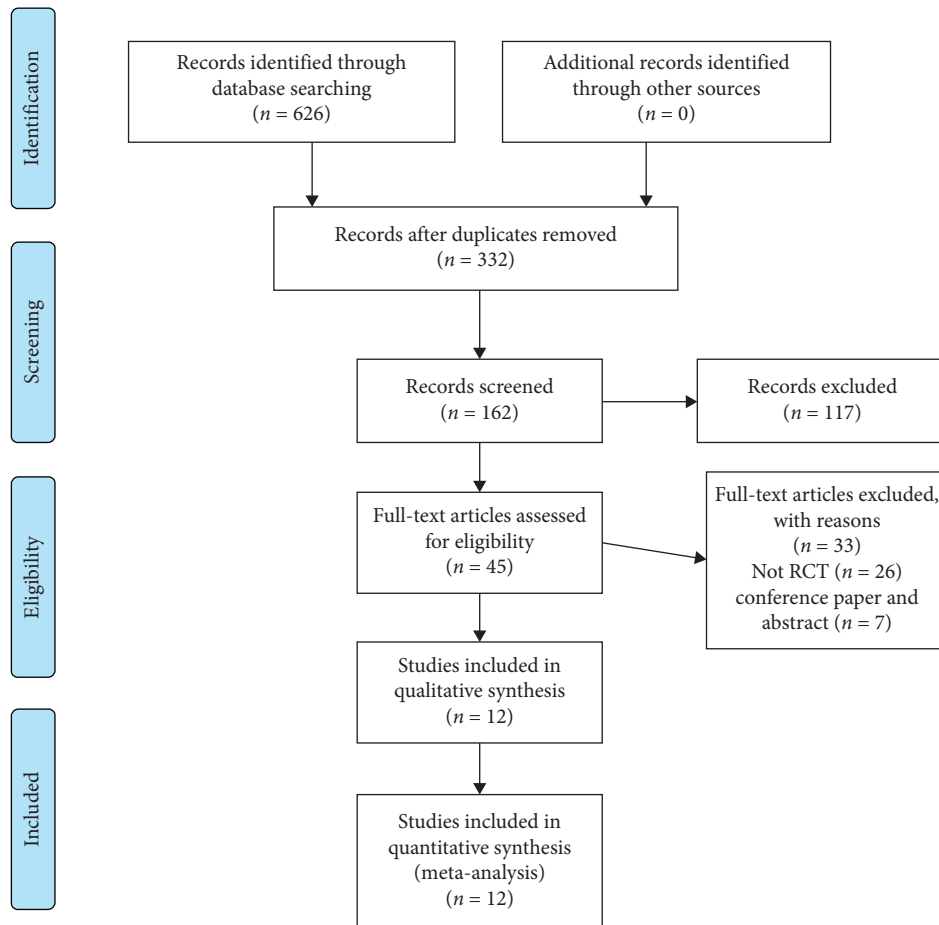 Identification
Records identified through
database searching
(n = 626)
Additional records identified
through other sources
(n = 0)
Records after duplicates removed
(n = 332)
Screening
Records screened
(n = 162)
Records excluded
(n = 117)
Eligibility
Full-text articles assessed
for eligibility
(n = 45)
Full-text articles excluded,
with reasons
(n = 33)
Not RCT (n = 26)
conference paper and
abstract (n = 7)
Studies included in
qualitative synthesis
(n = 12)
Included
Studies included in
quantitative synthesis
(meta-analysis)
(n = 12)